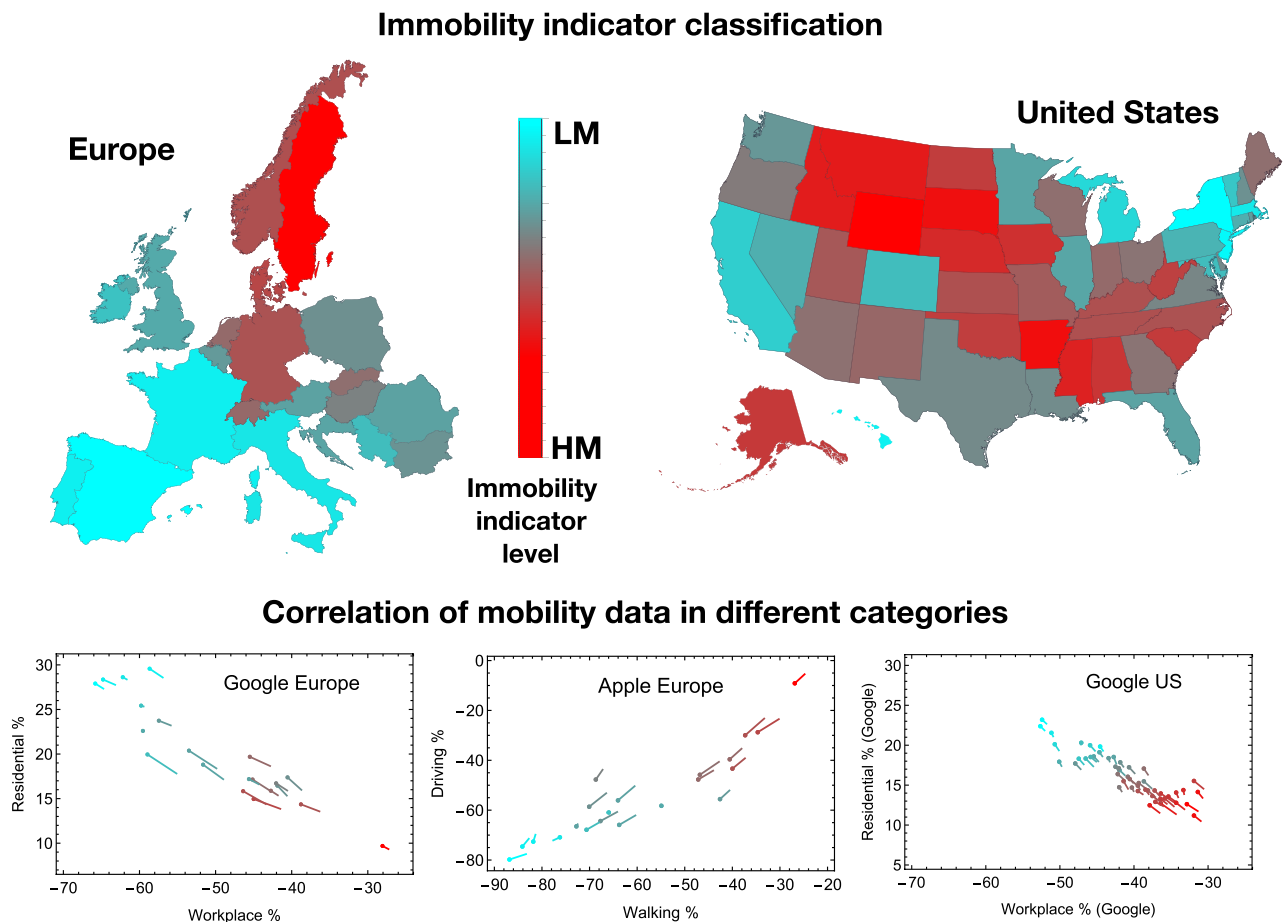 Immobility indicator classification
Europe
LM
United States
HM
Immobility
indicator
level
Correlation of mobility data in different categories
Google Europe
Residential %
30
25
20
15
10
−70
−60
−50
−40
−30
Workplace %
Apple Europe
Driving %
0
−20
−40
−60
−80
−90
−80
−70
−60
−50
−40
−30
−20
Walking %
Google US
Residential % (Google)
30
25
20
15
10
5
−70
−60
−50
−40
−30
Workplace % (Google)